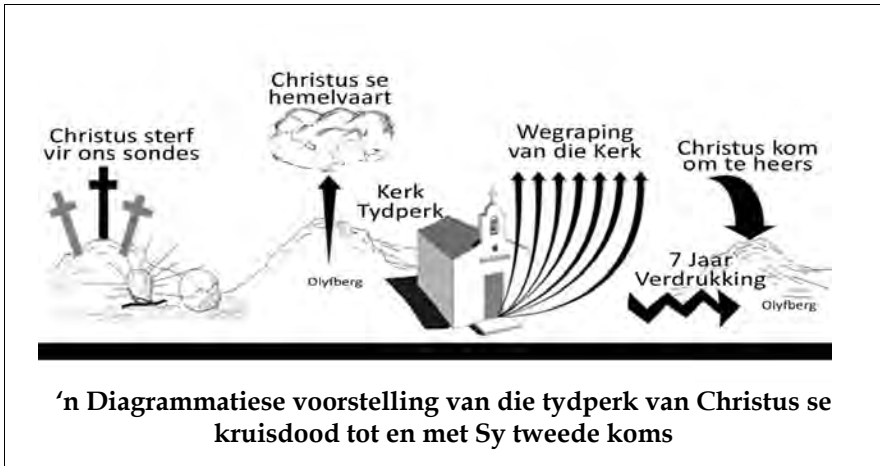 Christus sterf
vir ons sondes
Christus se
hemelvaart
Olyfberg
Kerk
Tydperk
Wegraping
van die Kerk
Christus kom
om te heers
7 Jaar
Verdrukking
Olyfberg
‘n Diagrammatiese voorstelling van die tydperk van Christus se
kruisdood tot en met Sy tweede koms